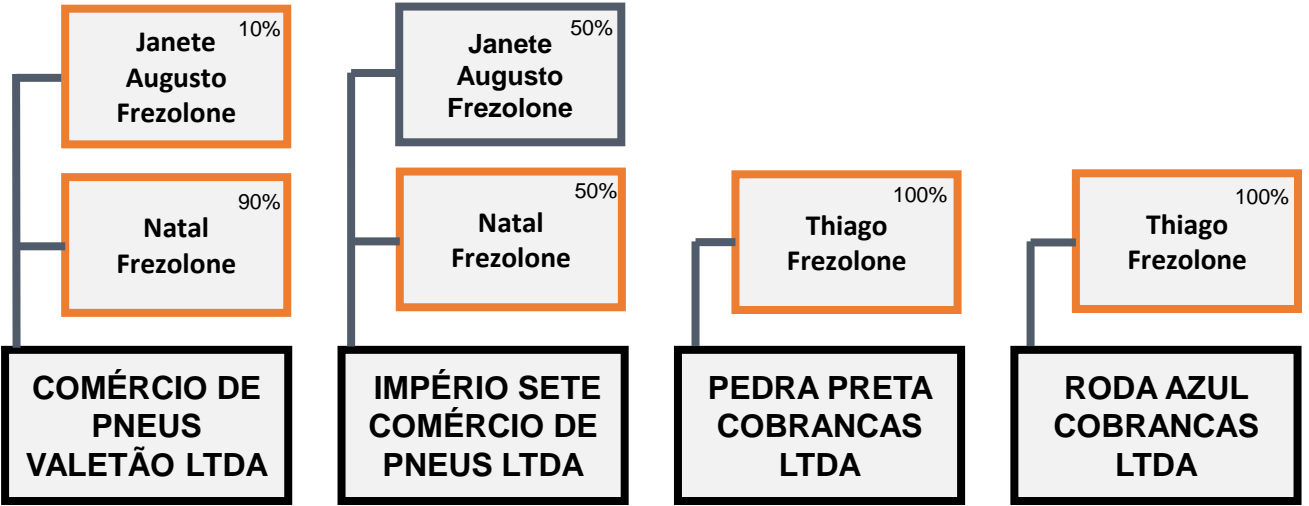 10%
Janete
Augusto
Frezolone
90%
Natal
Frezolone
COMÉRCIO DE
PNEUS
VALETÃO LTDA
50%
Janete
Augusto
Frezolone
50%
Natal
Frezolone
IMPÉRIO SETE
COMÉRCIO DE
PNEUS LTDA
100%
Thiago
Frezolone
PEDRA PRETA
COBRANCAS
LTDA
100%
Thiago
Frezolone
RODA AZUL
COBRANCAS
LTDA